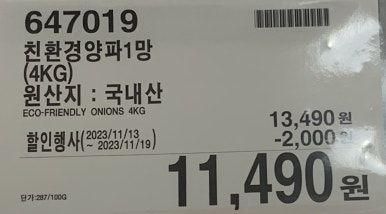 647019
친환경양파1망
(4KG)
원산지 : 국내산
ECO-FRIENDLY ONIONS 4KG
13,490 원
할인행사 (2023/11/13 ~ 2023/11/19)
-2,000 원
11,490 원
단:287/100G